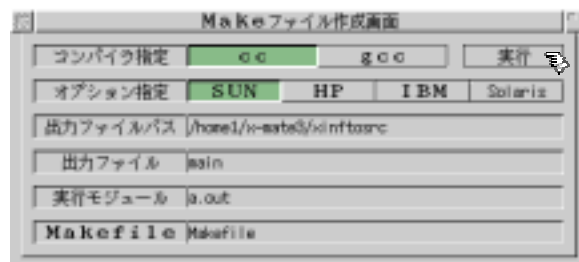 Makeファイル作成画面
コンパイラ指定 cc gcc 実行
オプション指定 SUN HP IBM Solaris
出力ファイルパス /home1/x-mate3/xinftosrc
出力ファイル main
実行モジュール a.out
Makefile Makefile